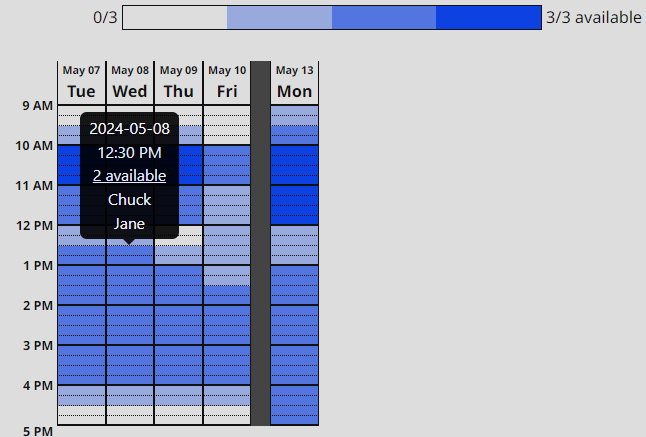 0/3 3/3 available
May 07 May 08 May 09 May 10 May 13
Tue Wed Thu Fri Mon
9 AM
2024-05-08
10 AM
12:30 PM
2 available
11 AM
Chuck
Jane
12 PM
1 PM
2 PM
3 PM
4 PM
5 PM